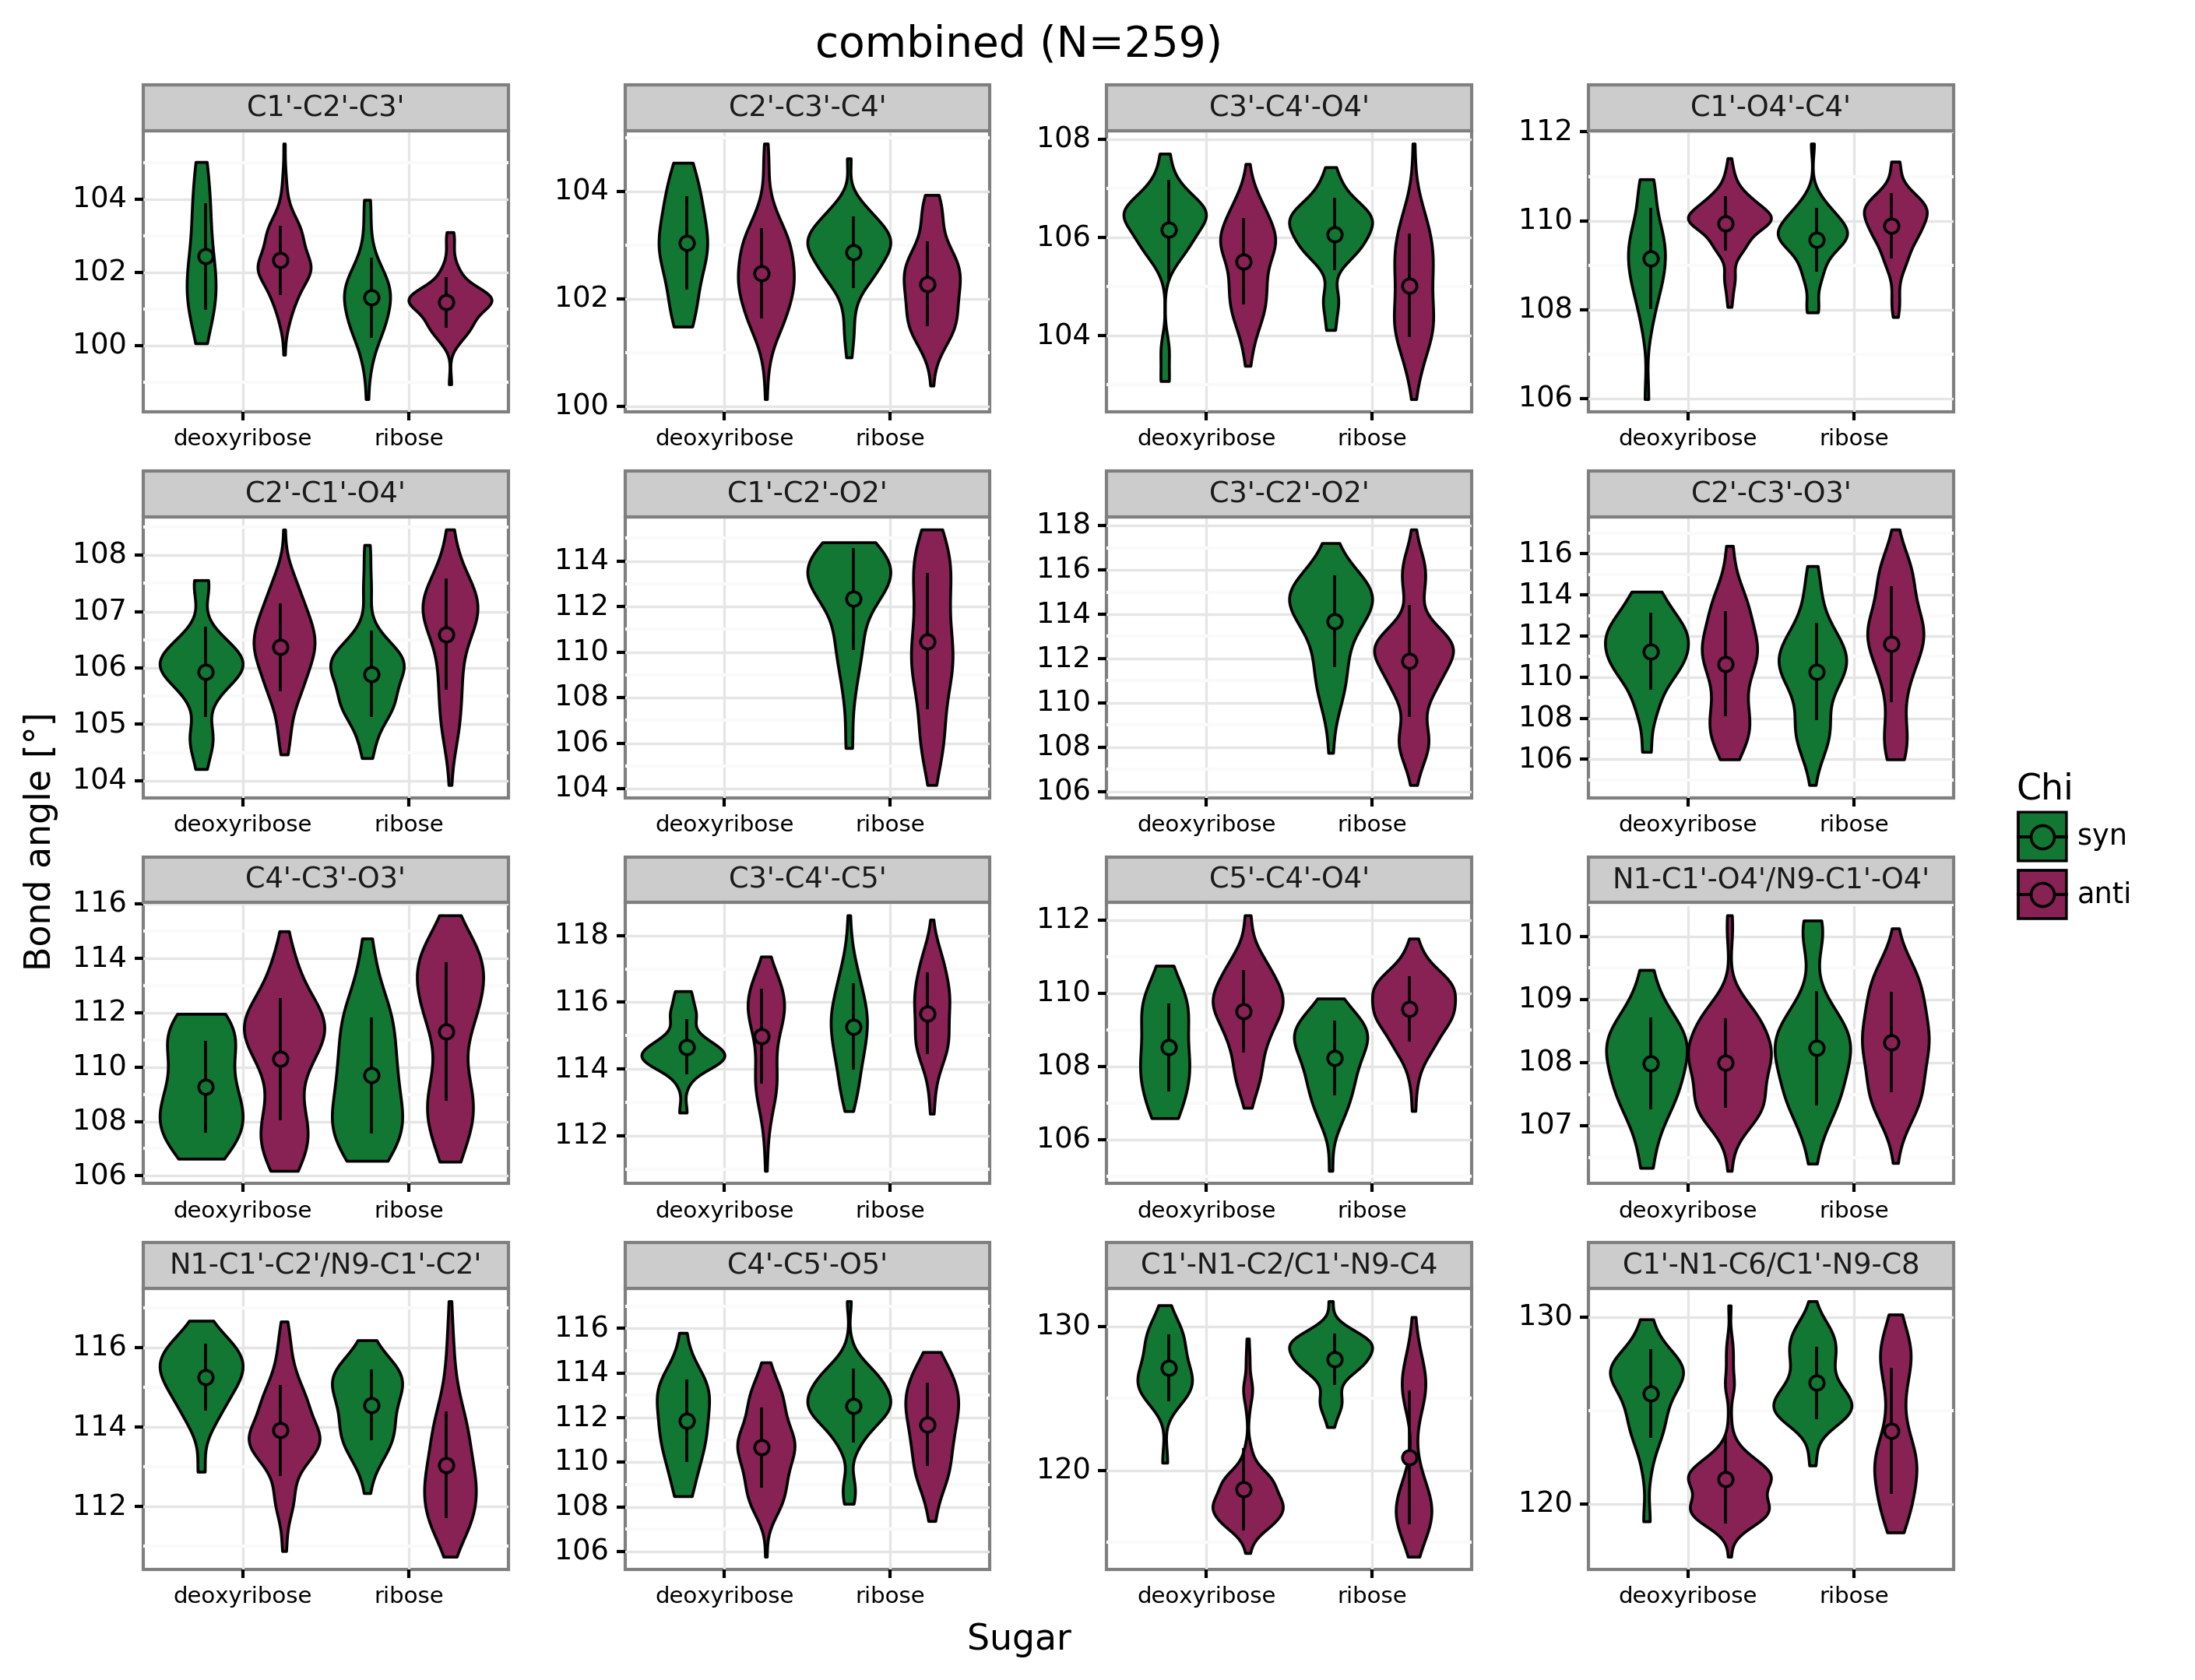 combined (N=259)
C1'-C2'-C3' C2'-C3'-C4' C3'-C4'-O4' C1'-O4'-C4'
104 102 100
104 102 100
108 106 104
112 110 108 106
deoxyribose ribose deoxyribose ribose deoxyribose ribose deoxyribose ribose
C2'-C1'-O4' C1'-C2'-O2' C3'-C2'-O2' C2'-C3'-O3'
108 107 106 105 104
114 112 110 108 106 104
118 116 114 112 110 108 106
116 114 112 110 108 106
deoxyribose ribose deoxyribose ribose deoxyribose ribose deoxyribose ribose
C4'-C3'-O3' C3'-C4'-C5' C5'-C4'-O4' N1-C1'-O4'/N9-C1'-O4'
116 114 112 110 108 106
118 116 114 112
112 110 108 106
110 109 108 107
deoxyribose ribose deoxyribose ribose deoxyribose ribose deoxyribose ribose
N1-C1'-C2'/N9-C1'-C2' C4'-C5'-O5' C1'-N1-C2/C1'-N9-C4 C1'-N1-C6/C1'-N9-C8
116 114 112
116 114 112 110 108 106
130 120
130 120
deoxyribose ribose deoxyribose ribose deoxyribose ribose deoxyribose ribose
Sugar
Bond angle [°]
Chi
syn
anti